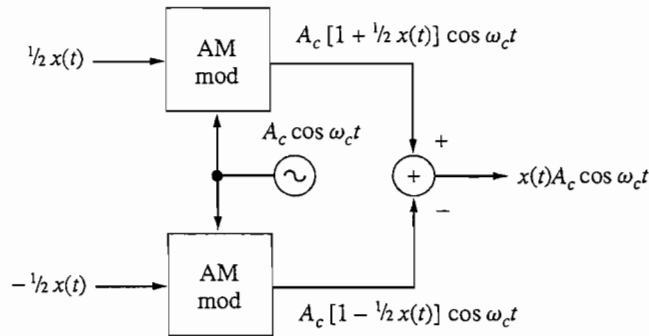 ½ x(t)
AM
mod
A_c [1 + ½ x(t)] cos ω_c t
A_c cos ω_c t
+
+
x(t)A_c cos ω_c t
−
− ½ x(t)
AM
mod
A_c [1 − ½ x(t)] cos ω_c t